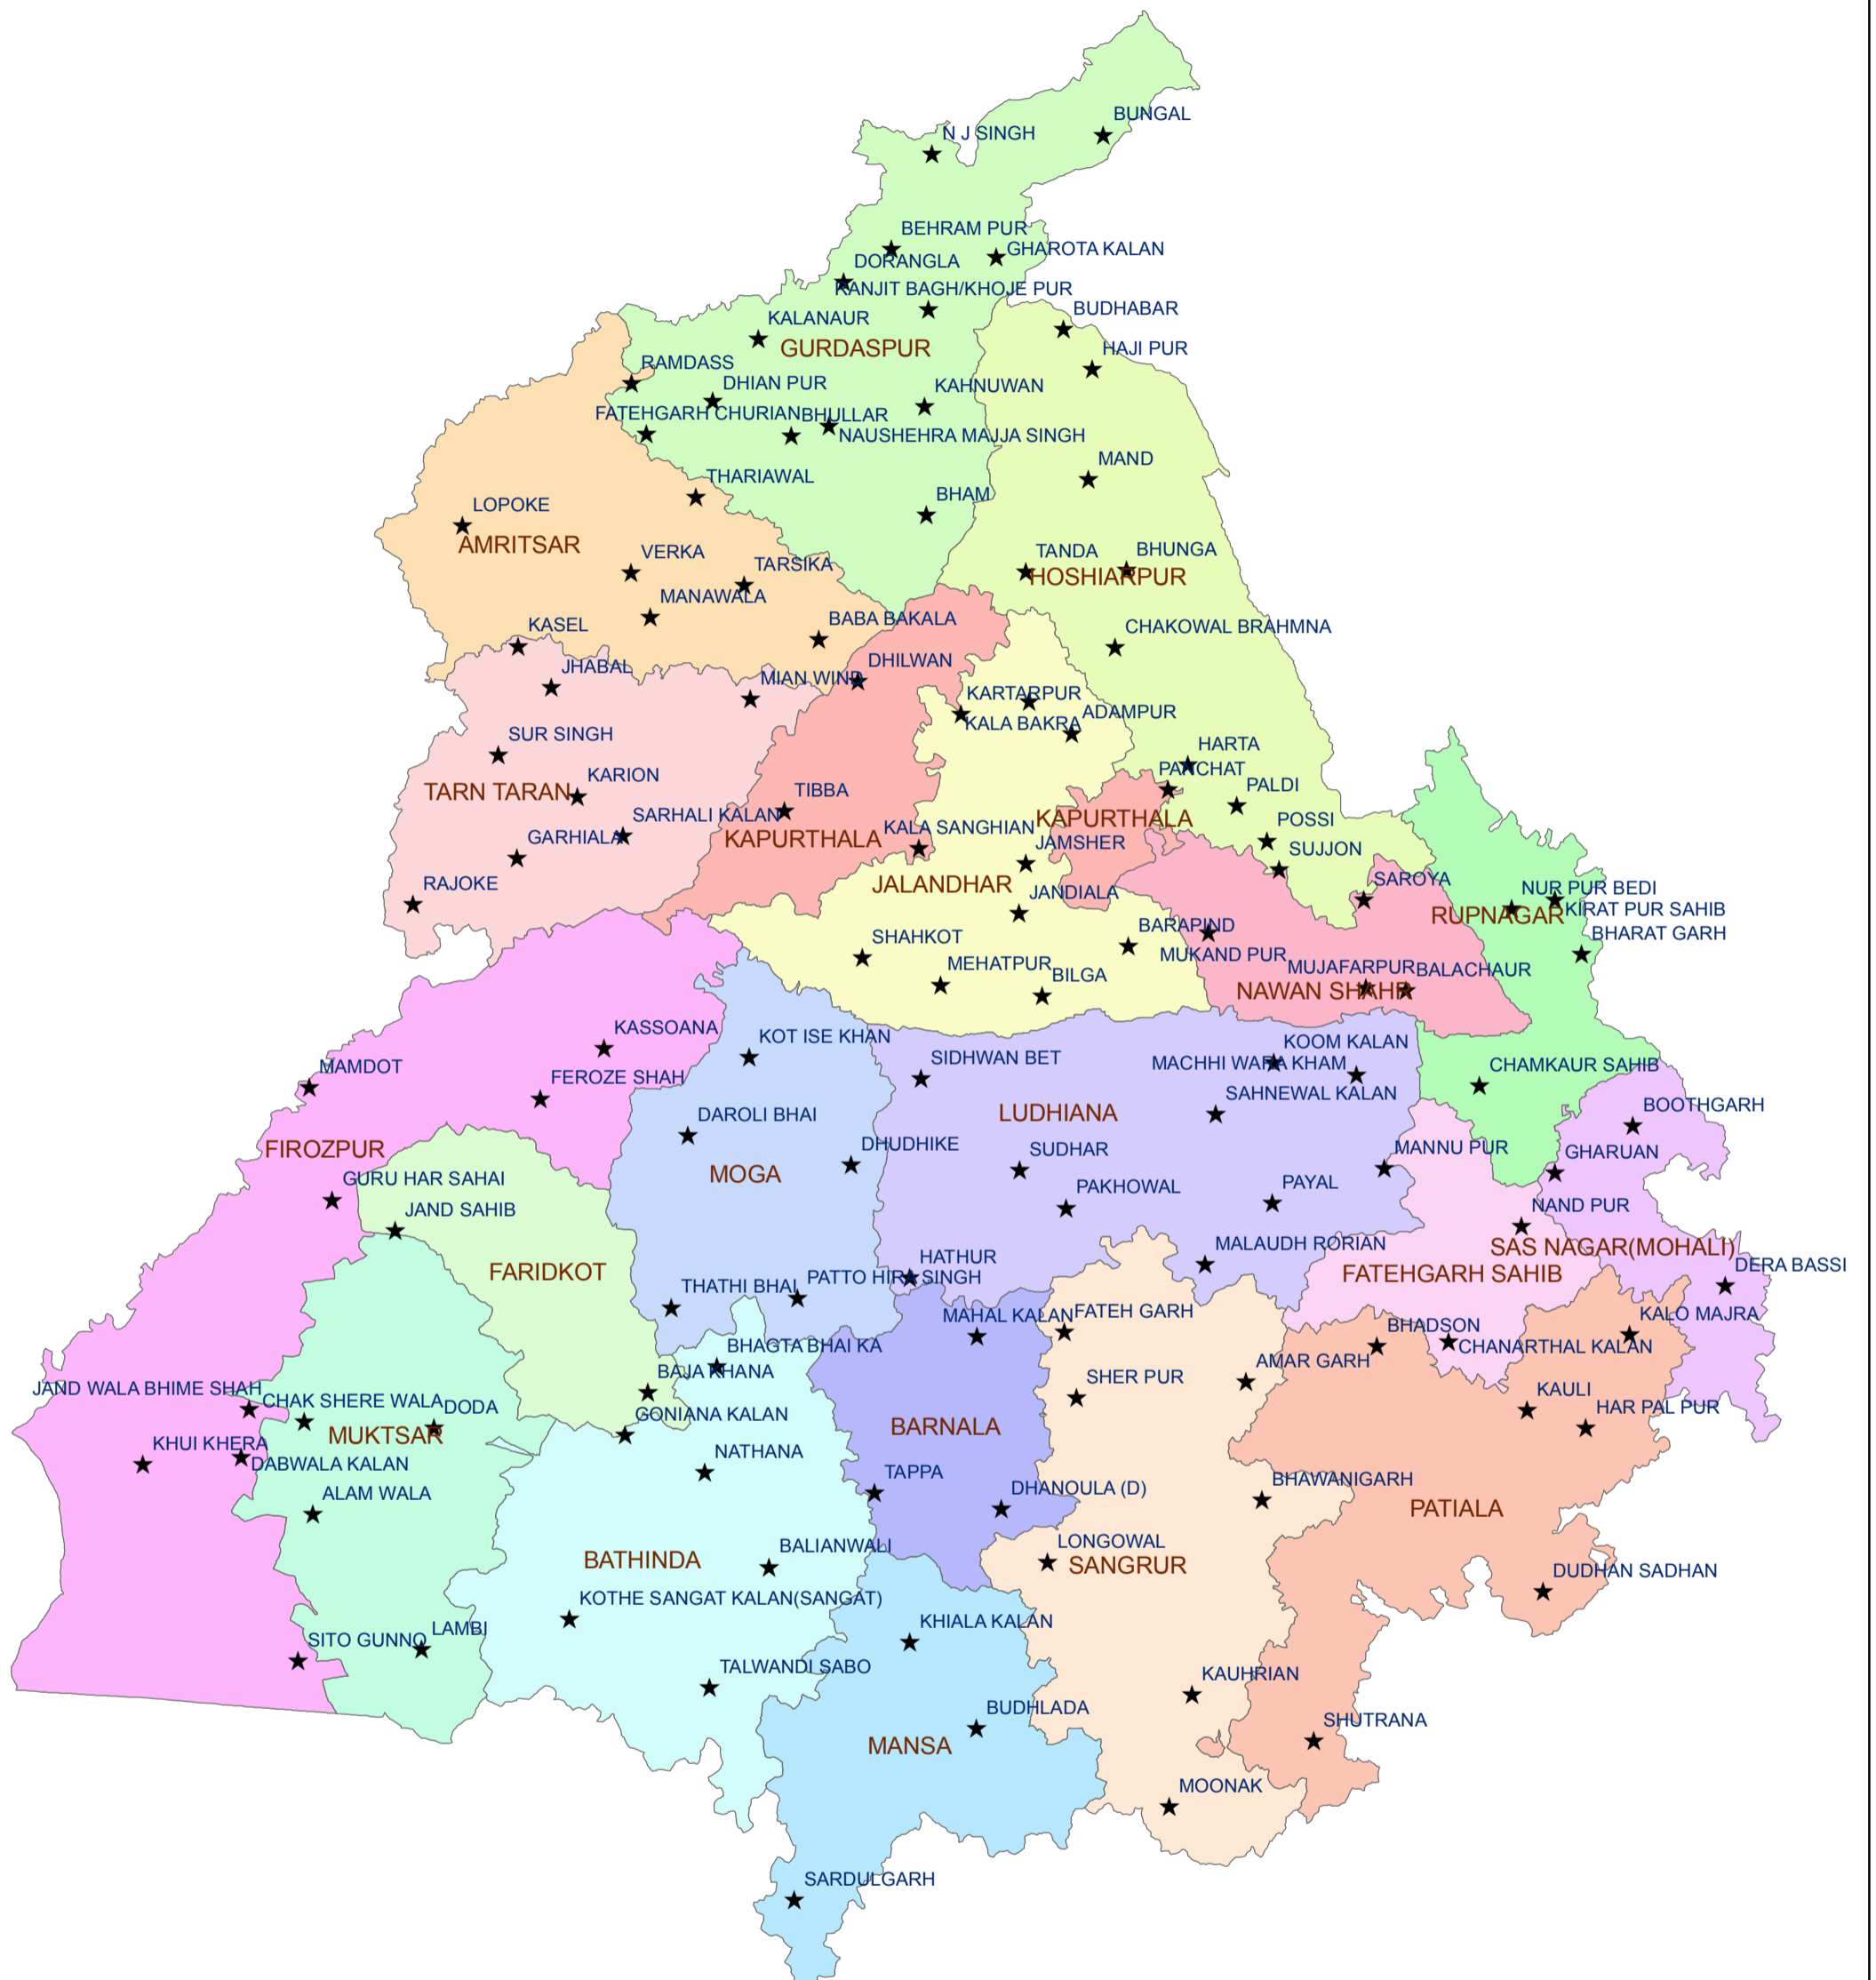 BUNGAL
N J SINGH
BEHRAM PUR
GHAROTA KALAN
DORANGLA
KANJIT BAGH/KHOJE PUR
BUDHABAR
KALANAUR
GURDASPUR
HAJI PUR
RAMDASS
DHIAN PUR
KAHNUWAN
FATEHGARH CHURIAN
BHULLAR
NAUSHEHRA MAJJA SINGH
MAND
THARIAWAL
BHAM
LOPOKE
AMRITSAR
VERKA
TARSIKA
TANDA
BHUNGA
HOSHIARPUR
MANAWALA
BABA BAKALA
KASEL
CHAKOWAL BRAHMNA
JHABAL
MIAN WIND
DHILWAN
KARTARPUR
KALA BAKRA
ADAMPUR
SUR SINGH
HARTA
PANCHAT
KARION
TARN TARAN
TIBBA
PALDI
SARHALI KALAN
KAPURTHALA
KAPURTHALA
POSSI
GARHIALA
KALA SANGHIAN
JAMSHER
SUJJON
RAJOKE
JALANDHAR
JANDIALA
SAROYA
NUR PUR BEDI
RUPNAGAR
KIRAT PUR SAHIB
BHARAT GARH
SHAHKOT
BARAPIND
MUKAND PUR
MEHATPUR
BILGA
MUJAFARPUR
BALACHAUR
NAWAN SHAHR
KASSOANA
KOT ISE KHAN
SIDHWAN BET
KOOM KALAN
MACHHI WARA KHAM
MAMDOT
FEROZE SHAH
CHAMKAUR SAHIB
SAHNEWAL KALAN
BOOTHGARH
DAROLI BHAI
LUDHIANA
FIROZPUR
DHUDHIKE
SUDHAR
MANNU PUR
GHARUAN
MOGA
GURU HAR SAHAI
PAKHOWAL
PAYAL
JAND SAHIB
NAND PUR
MALAUDH RORIAN
SAS NAGAR(MOHALI)
FARIDKOT
HATHUR
FATEHGARH SAHIB
DERA BASSI
THATHI BHAI
PATTO HIRA SINGH
MAHAL KALAN
FATEH GARH
KALO MAJRA
BHADSON
CHANARTHAL KALAN
BHAGTA BHAI KA
BAJA KHANA
AMAR GARH
SHER PUR
JAND WALA BHIME SHAH
CHAK SHERE WALA
DODA
GONIANA KALAN
KAULI
HAR PAL PUR
MUKTSAR
BARNALA
KHUI KHERA
DABWALA KALAN
NATHANA
TAPPA
BHAWANIGARH
ALAM WALA
DHANOULA (D)
PATIALA
BALIANWALI
LONGOWAL
BATHINDA
SANGRUR
DUDHAN SADHAN
KOTHE SANGAT KALAN(SANGAT)
KHIALA KALAN
SITO GUNNO
LAMBI
TALWANDI SABO
KAUHRIAN
BUDHLADA
SHUTRANA
MANSA
MOONAK
SARDULGARH